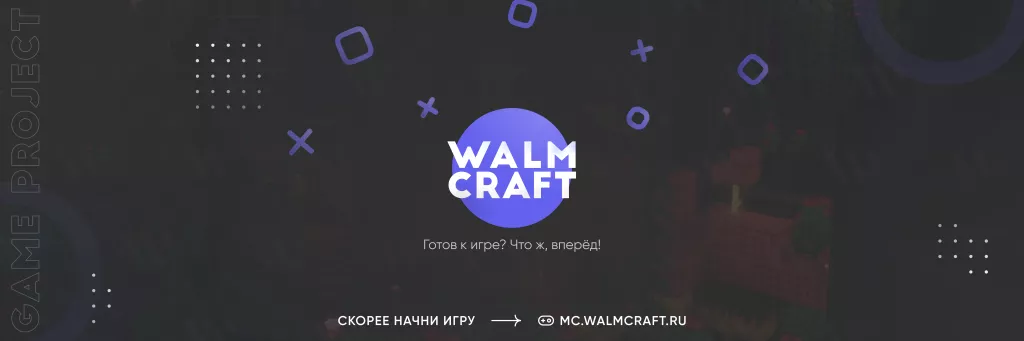 GAME PROJECT
WALM
CRAFT
Готов к игре? Что ж, вперёд!
СКОРЕЕ НАЧНИ ИГРУ
MC.WALMCRAFT.RU